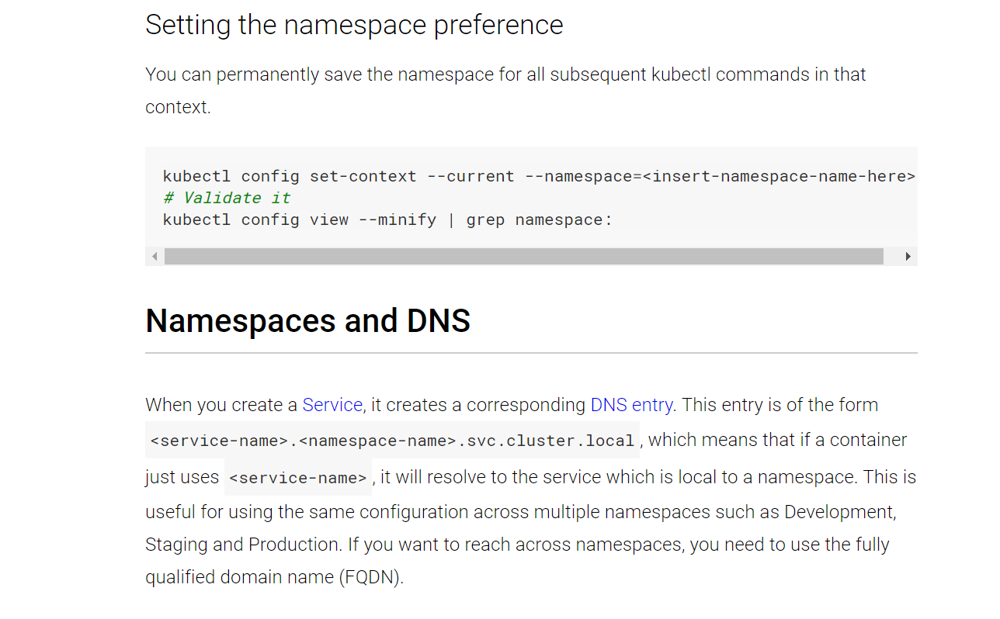 Setting the namespace preference
You can permanently save the namespace for all subsequent kubectl commands in that
context.
kubectl config set-context --current --namespace=<insert-namespace-name-here>
# Validate it
kubectl config view --minify | grep namespace:
Namespaces and DNS
When you create a Service, it creates a corresponding DNS entry. This entry is of the form
<service-name>.<namespace-name>.svc.cluster.local, which means that if a container
just uses <service-name>, it will resolve to the service which is local to a namespace. This is
useful for using the same configuration across multiple namespaces such as Development,
Staging and Production. If you want to reach across namespaces, you need to use the fully
qualified domain name (FQDN).